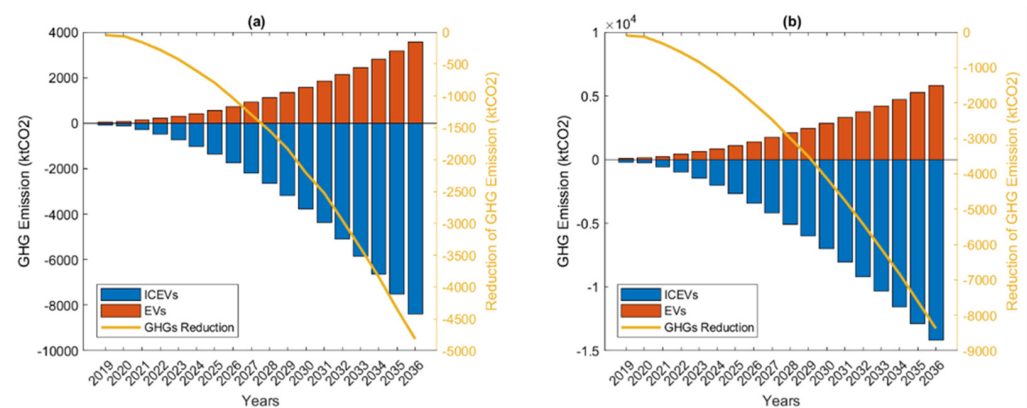 (a)
4000
2000
0
-2000
-4000
-6000
-8000
-10000
GHG Emission (ktCO2)
0
-500
-1000
-1500
-2000
-2500
-3000
-3500
-4000
-4500
-5000
Reduction of GHG Emission (ktCO2)
ICEVs
EVs
GHGs Reduction
2019 2020 2021 2022 2023 2024 2025 2026 2027 2028 2029 2030 2031 2032 2033 2034 2035 2036
Years
(b)
×10⁴
1
0.5
0
-0.5
-1
-1.5
GHG Emission (ktCO2)
0
-1000
-2000
-3000
-4000
-5000
-6000
-7000
-8000
-9000
Reduction of GHG Emission (ktCO2)
ICEVs
EVs
GHGs Reduction
2019 2020 2021 2022 2023 2024 2025 2026 2027 2028 2029 2030 2031 2032 2033 2034 2035 2036
Years